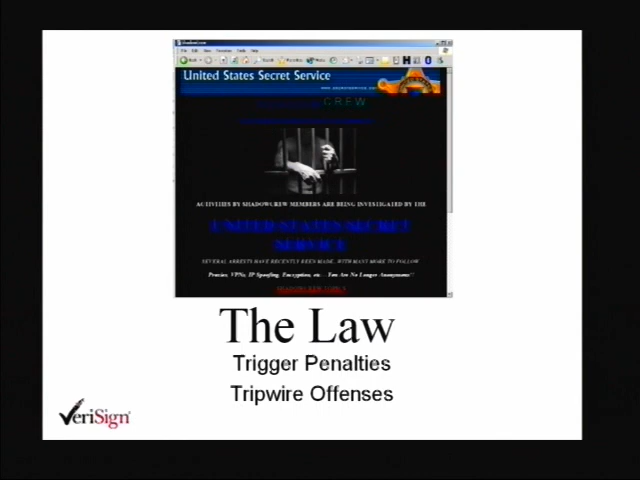 United States Secret Service
CREW
ACTIVITIES BY SHADOWCREW MEMBERS ARE BEING INVESTIGATED BY THE
UNITED STATES SECRET
SERVICE
SEVERAL ARRESTS HAVE RECENTLY BEEN MADE, WITH MANY MORE TO FOLLOW
Proxies, VPNs, IP Spoofing, Encryption, etc... You Are No Longer Anonymous!!
The Law
Trigger Penalties
Tripwire Offenses
VeriSign